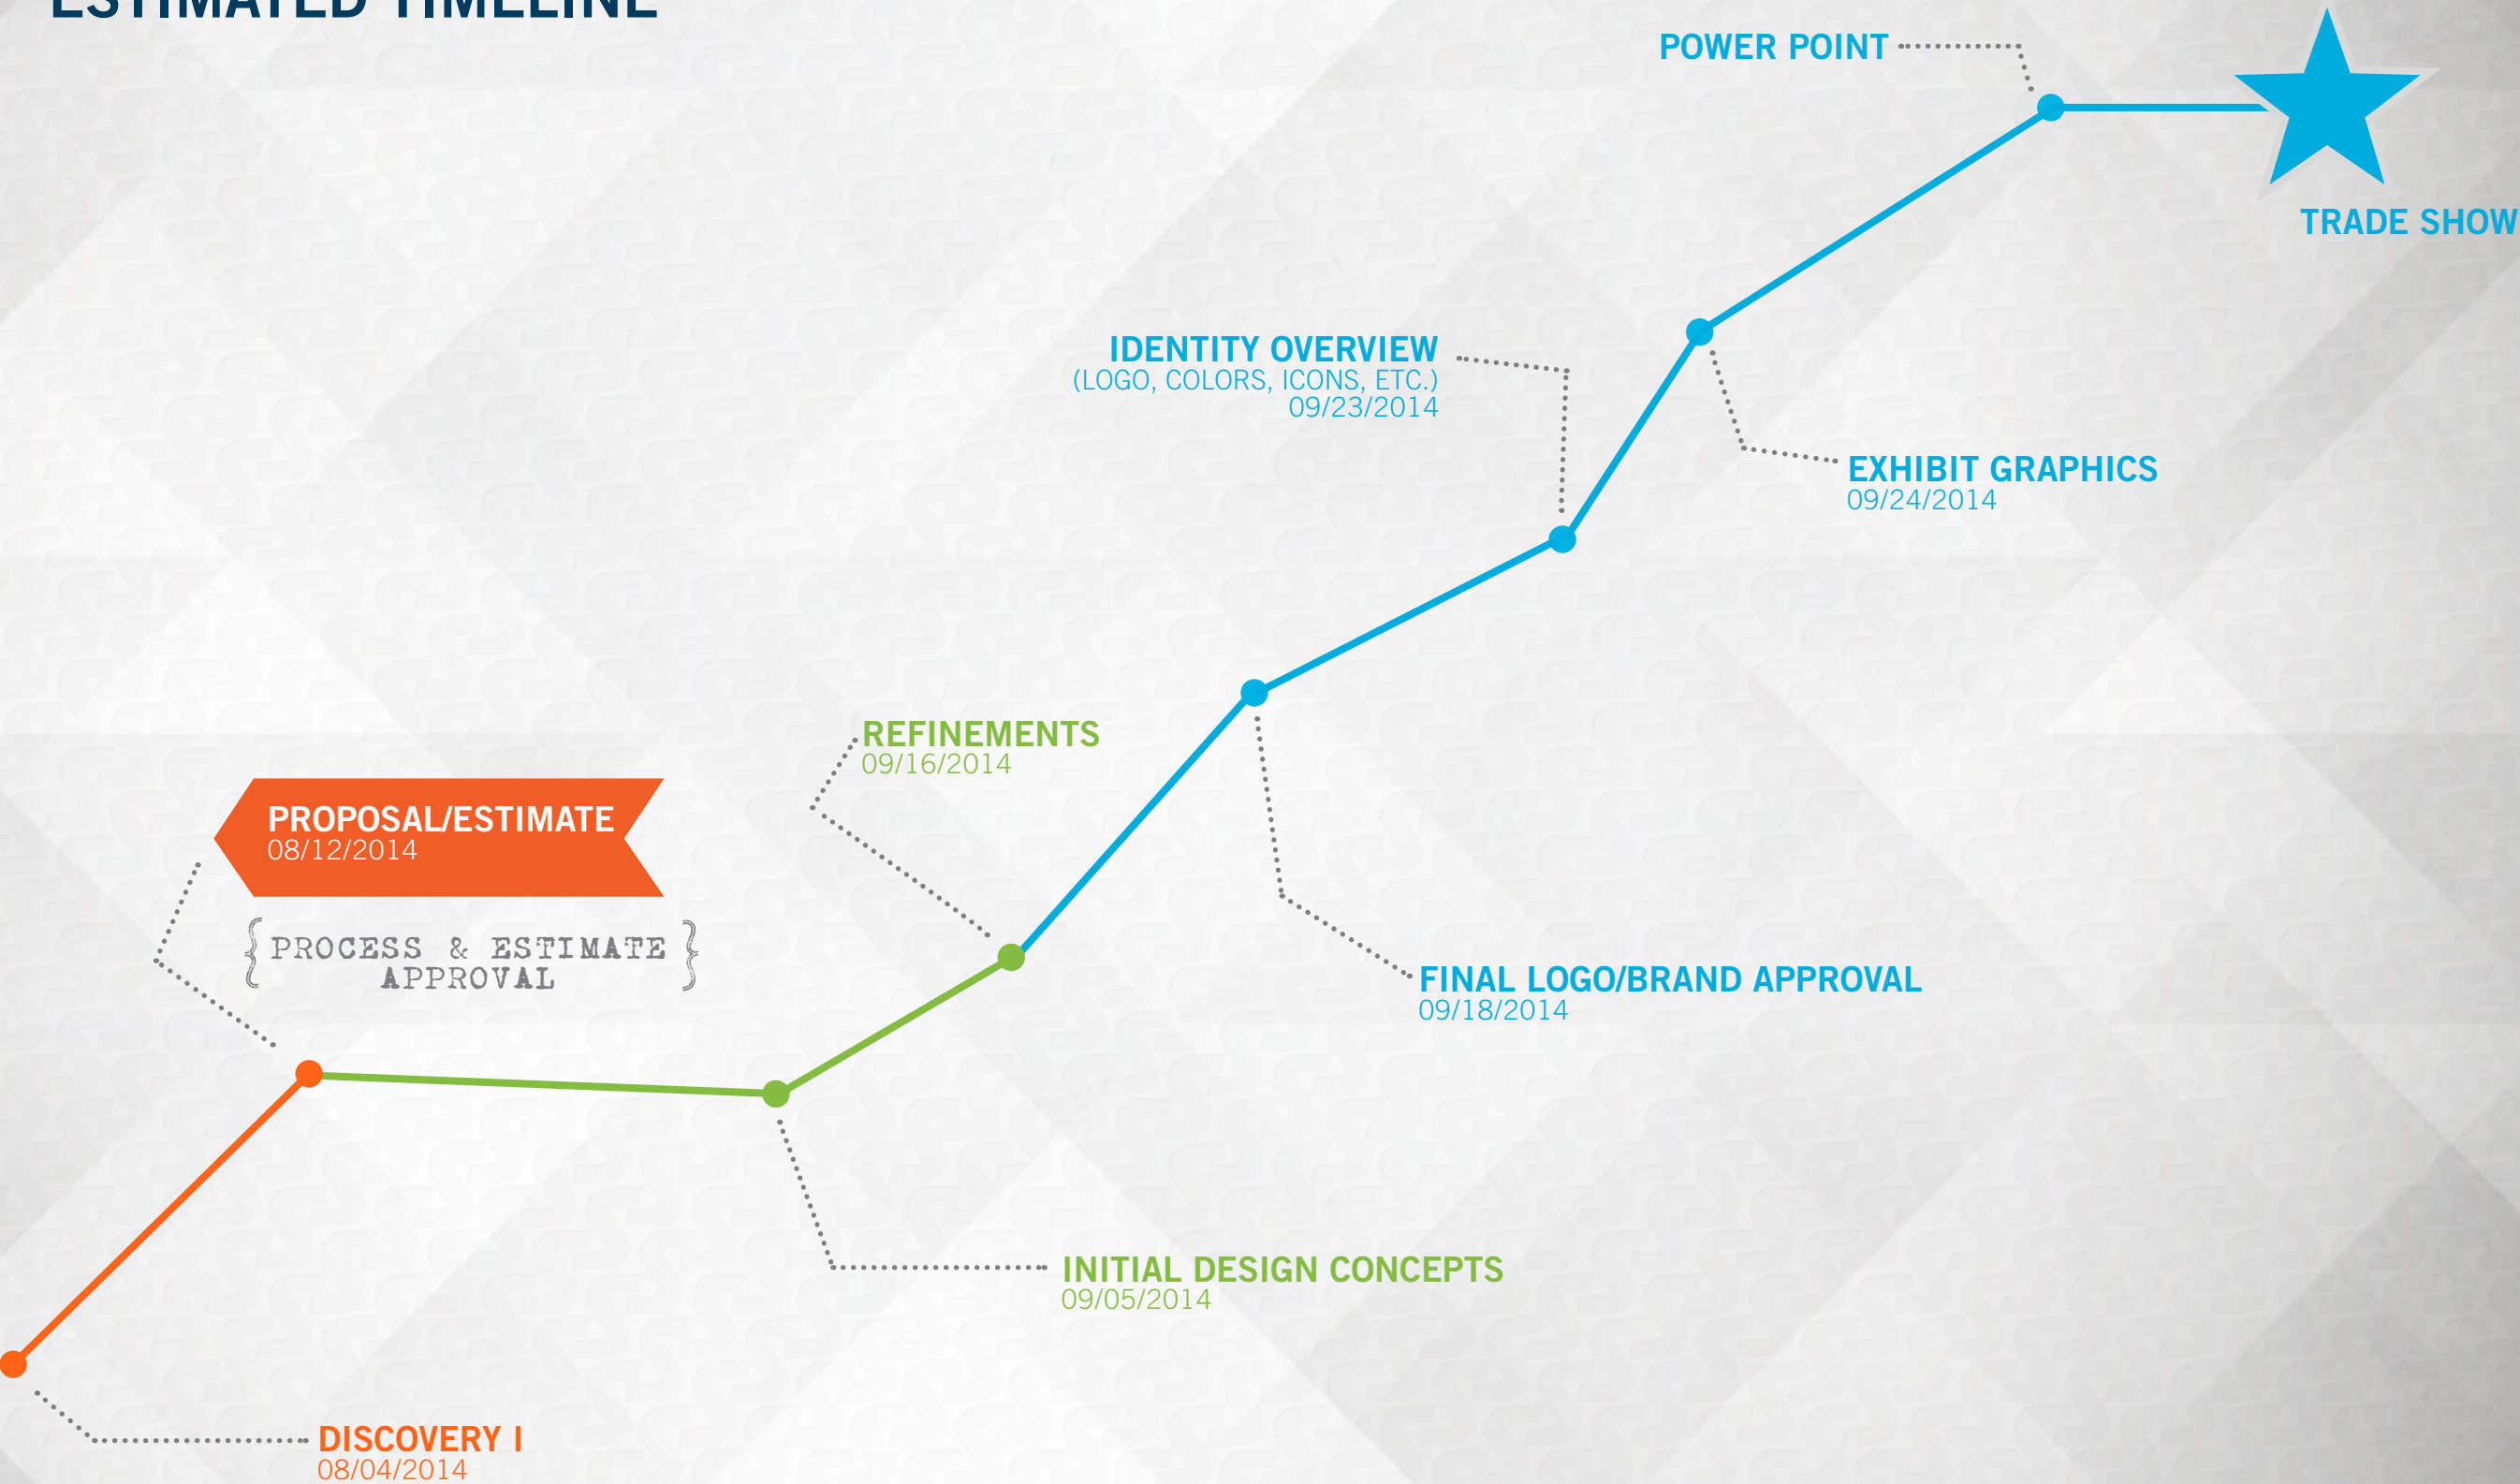 ESTIMATED TIMELINE
POWER POINT
TRADE SHOW
IDENTITY OVERVIEW
(LOGO, COLORS, ICONS, ETC.)
09/23/2014
EXHIBIT GRAPHICS
09/24/2014
REFINEMENTS
09/16/2014
PROPOSAL/ESTIMATE
08/12/2014
{ PROCESS & ESTIMATE }
APPROVAL
FINAL LOGO/BRAND APPROVAL
09/18/2014
INITIAL DESIGN CONCEPTS
09/05/2014
DISCOVERY I
08/04/2014